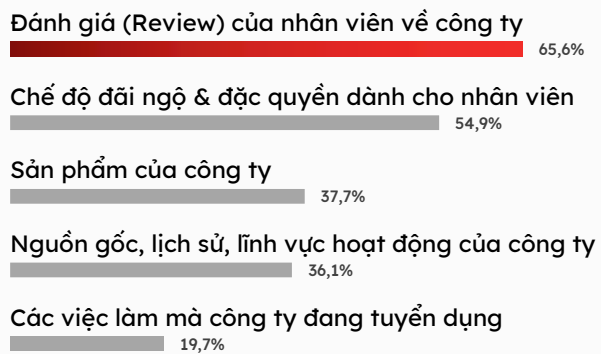 Đánh giá (Review) của nhân viên về công ty
65,6%
Chế độ đãi ngộ & đặc quyền dành cho nhân viên
54,9%
Sản phẩm của công ty
37,7%
Nguồn gốc, lịch sử, lĩnh vực hoạt động của công ty
36,1%
Các việc làm mà công ty đang tuyển dụng
19,7%